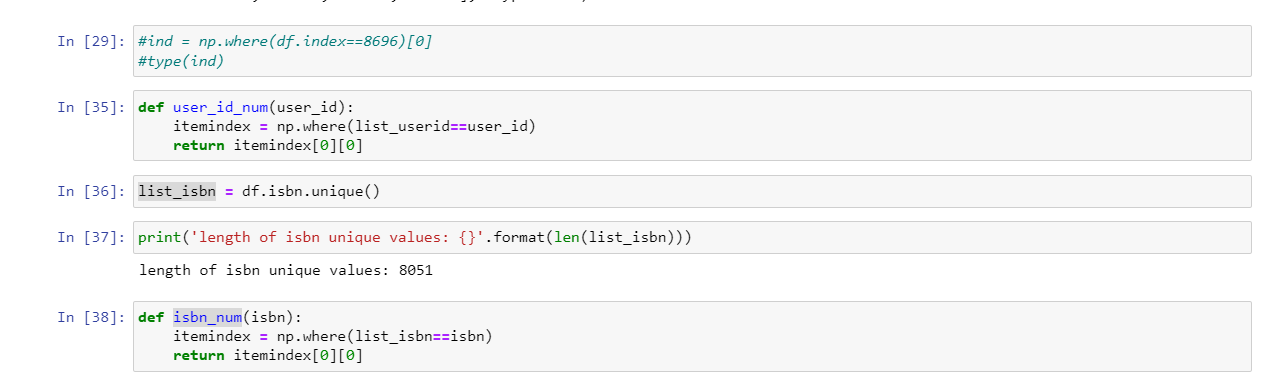 In [29]: #ind = np.where(df.index==8696)[0]
#type(ind)
In [35]: def user_id_num(user_id):
    itemindex = np.where(list_userid==user_id)
    return itemindex[0][0]
In [36]: list_isbn = df.isbn.unique()
In [37]: print('length of isbn unique values: {}'.format(len(list_isbn)))
length of isbn unique values: 8051
In [38]: def isbn_num(isbn):
    itemindex = np.where(list_isbn==isbn)
    return itemindex[0][0]